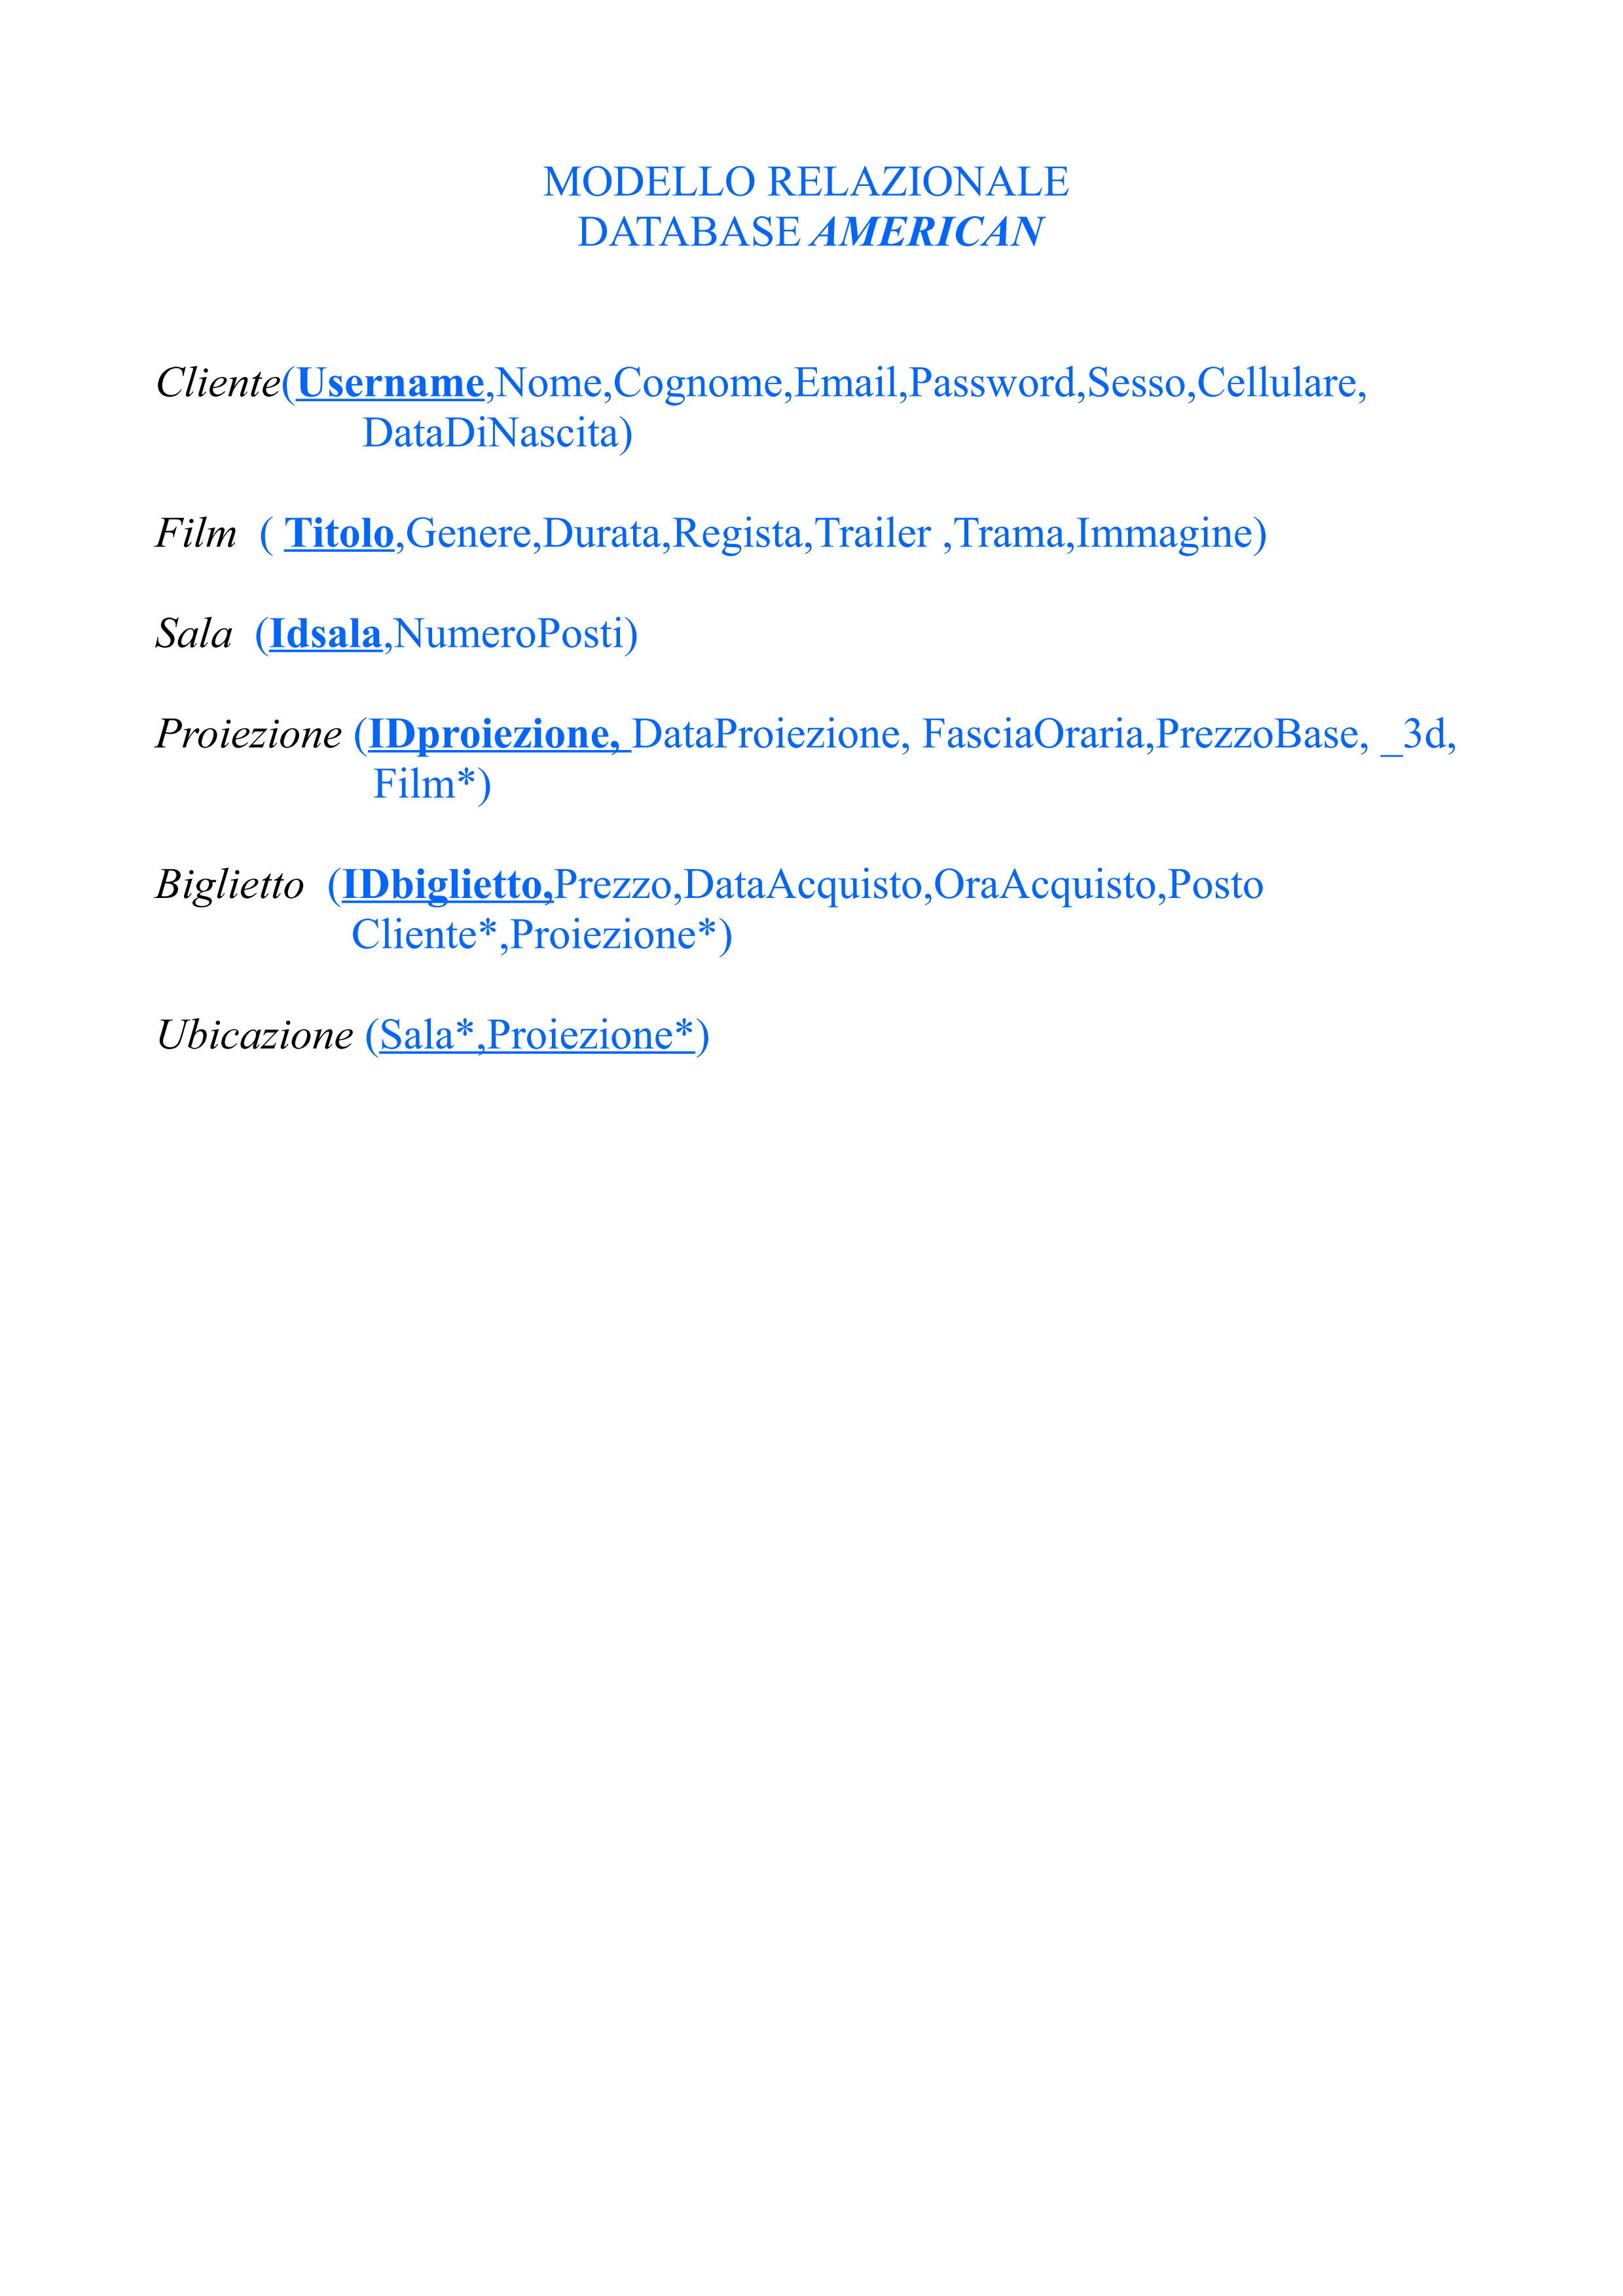 MODELLO RELAZIONALE
DATABASE AMERICAN
Cliente(Username,Nome,Cognome,Email,Password,Sesso,Cellulare,
DataDiNascita)
Film ( Titolo,Genere,Durata,Regista,Trailer ,Trama,Immagine)
Sala (Idsala,NumeroPosti)
Proiezione (IDproiezione, DataProiezione, FasciaOraria,PrezzoBase, _3d,
Film*)
Biglietto (IDbiglietto,Prezzo,DataAcquisto,OraAcquisto,Posto
Cliente*,Proiezione*)
Ubicazione (Sala*,Proiezione*)